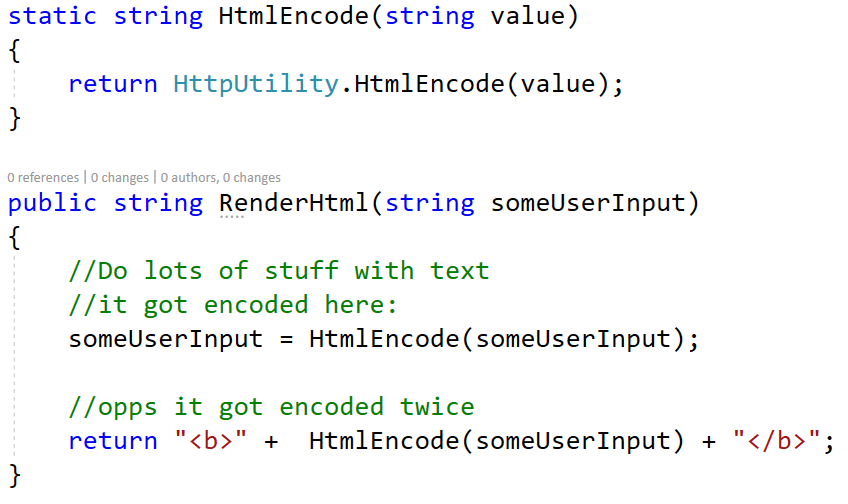 static string HtmlEncode(string value)
{
return HttpUtility.HtmlEncode(value);
}
0 references | 0 changes | 0 authors, 0 changes
public string RenderHtml(string someUserInput)
{
//Do lots of stuff with text
//it got encoded here:
someUserInput = HtmlEncode(someUserInput);
//opps it got encoded twice
return "<b>" +  HtmlEncode(someUserInput) + "</b>";
}